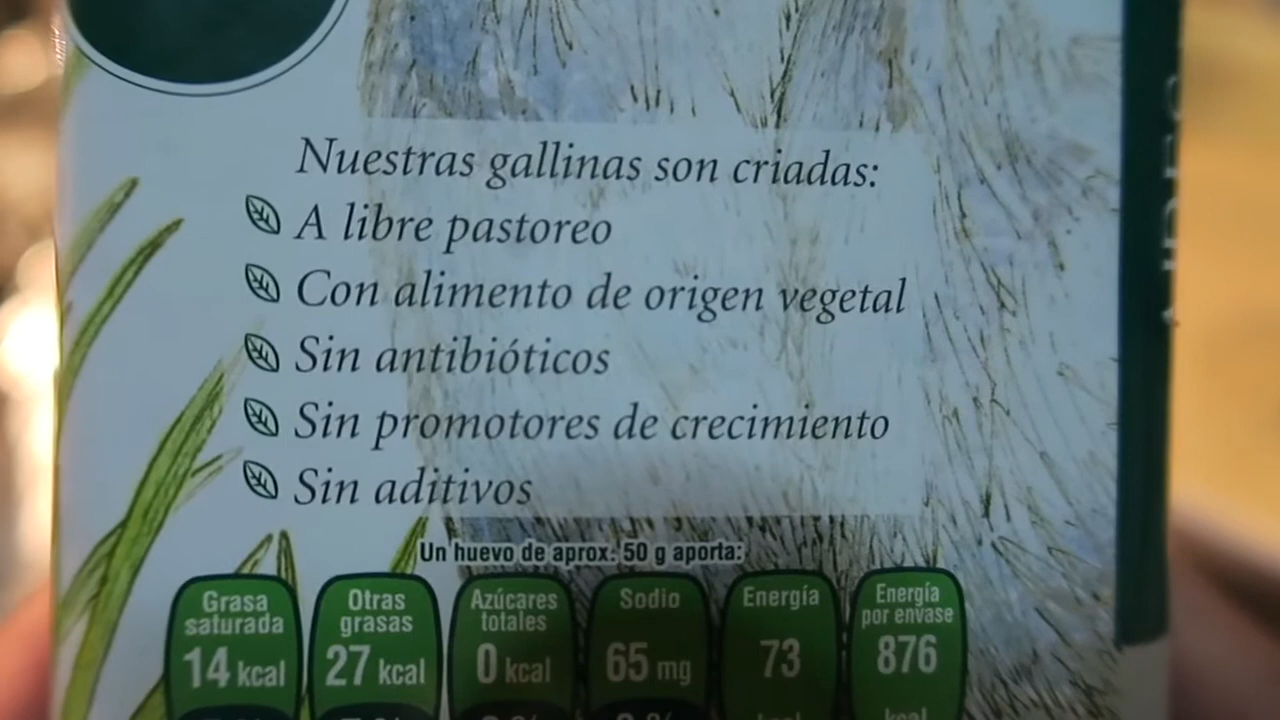 Nuestras gallinas son criadas:
A libre pastoreo
Con alimento de origen vegetal
Sin antibióticos
Sin promotores de crecimiento
Sin aditivos
Un huevo de aprox: 50 g aporta:
Grasa saturada 14 kcal
Otras grasas 27 kcal
Azúcares totales 0 kcal
Sodio 65 mg
Energía 73 kcal
Energía por envase 876 kcal